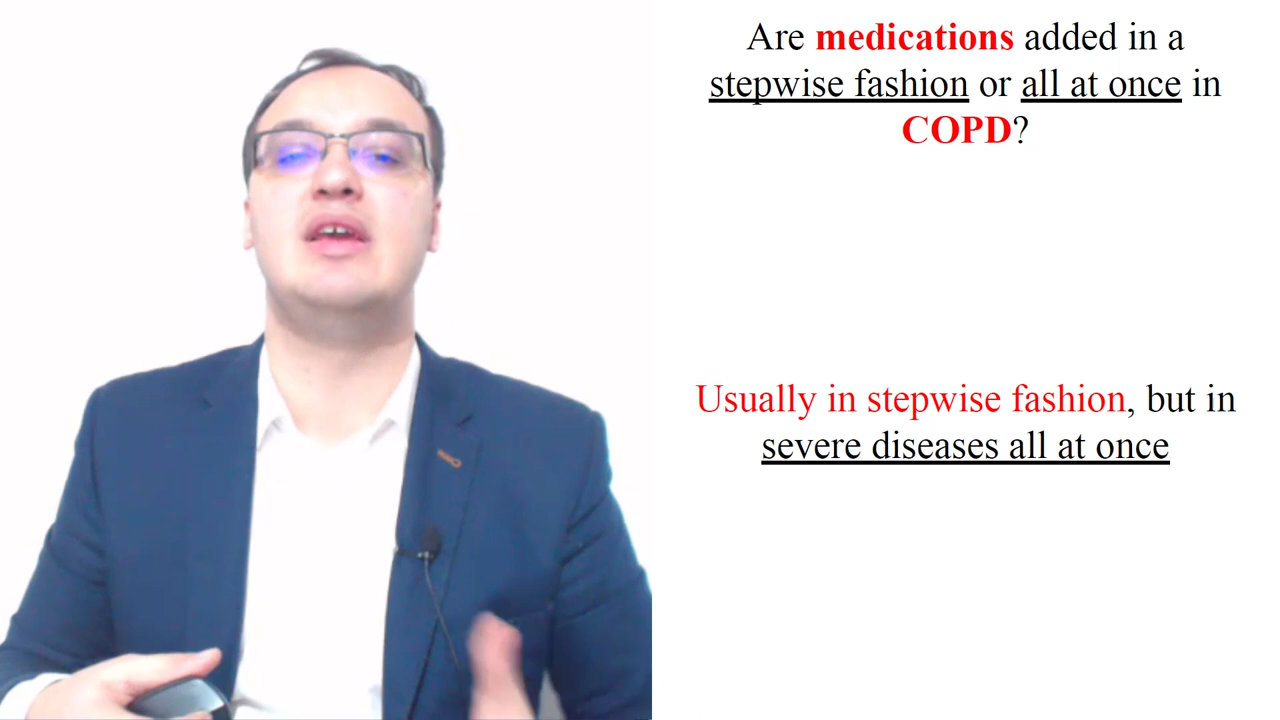 Are medications added in a
stepwise fashion or all at once in
COPD?
Usually in stepwise fashion, but in
severe diseases all at once